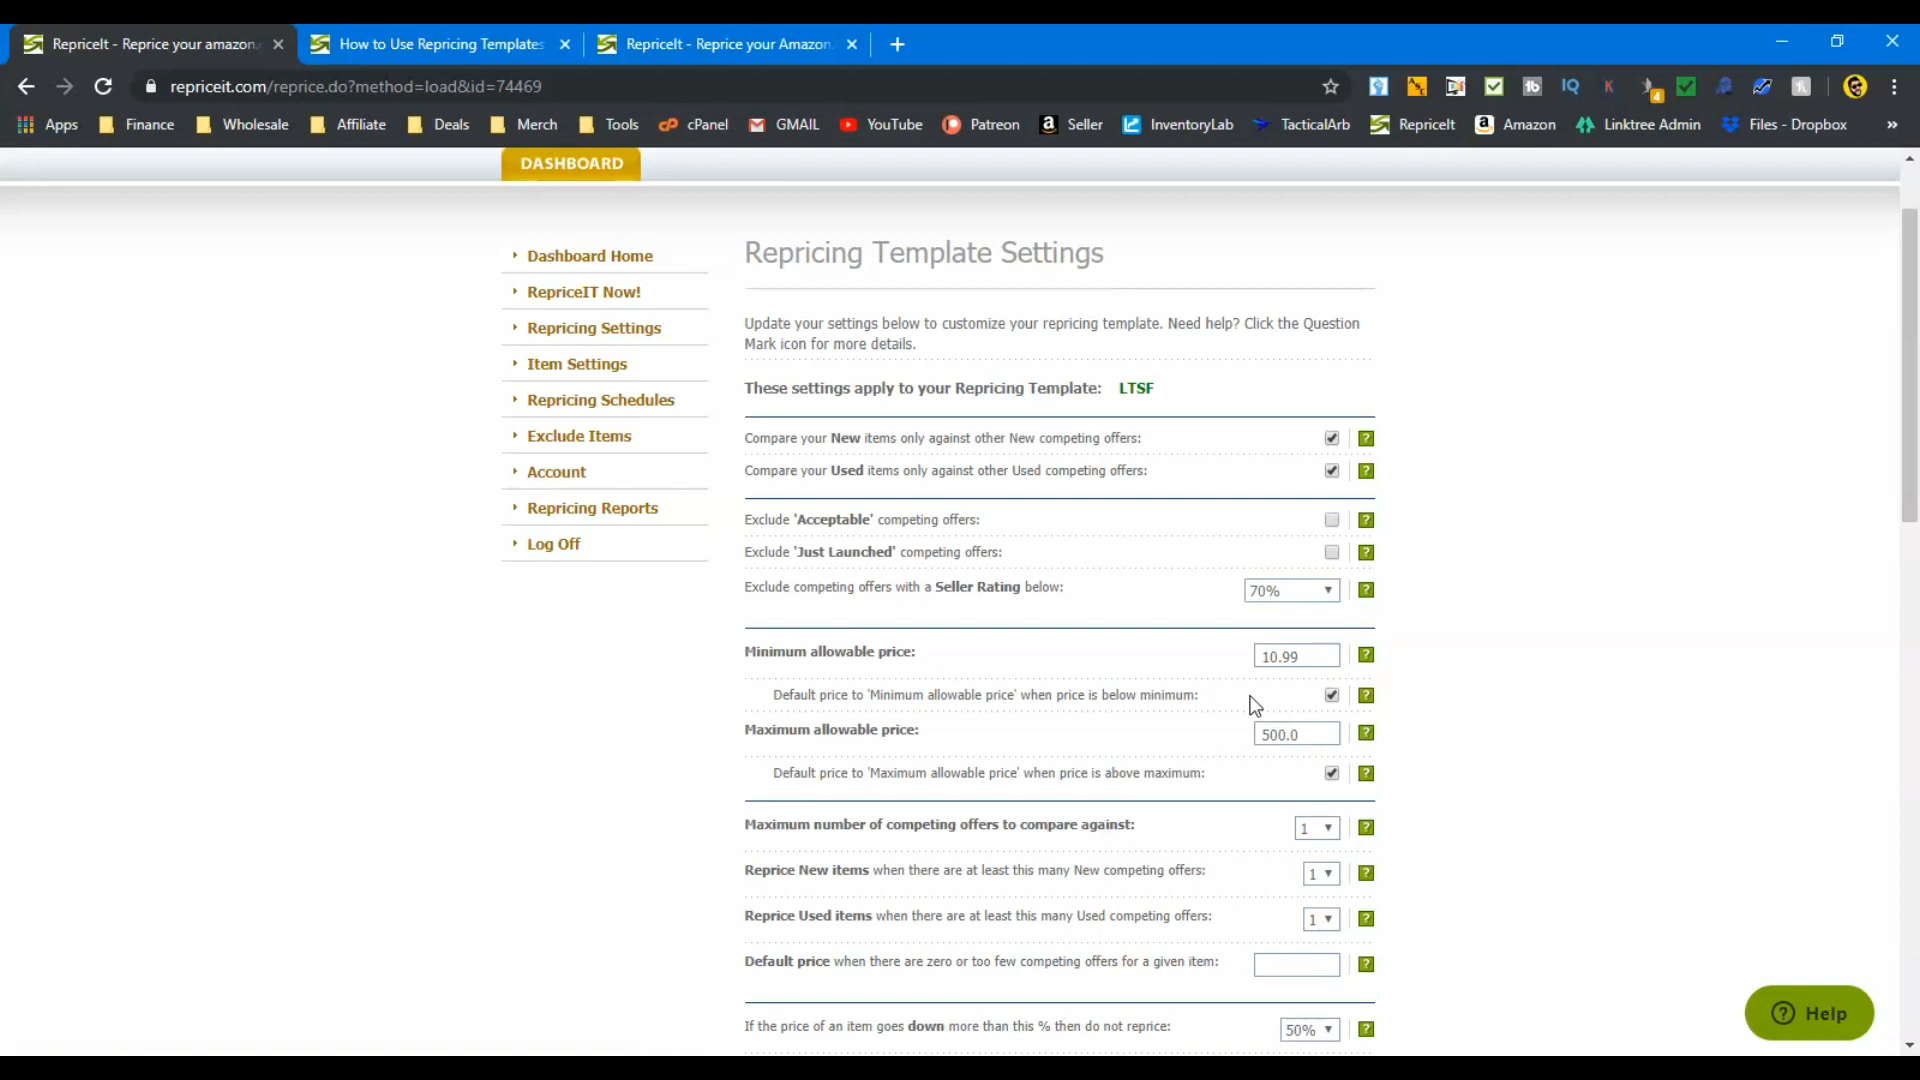 RepriceIt - Reprice your amazon.
How to Use Repricing Templates
RepriceIt - Reprice your Amazon.
repriceit.com/reprice.do?method=load&id=74469
Apps Finance Wholesale Affiliate Deals Merch Tools cPanel GMAIL YouTube Patreon Seller InventoryLab TacticalArb RepriceIt Amazon Linktree Admin Files - Dropbox »
DASHBOARD
Dashboard Home
RepriceIT Now!
Repricing Settings
Item Settings
Repricing Schedules
Exclude Items
Account
Repricing Reports
Log Off
Repricing Template Settings
Update your settings below to customize your repricing template. Need help? Click the Question
Mark icon for more details.
These settings apply to your Repricing Template: LTSF
Compare your New items only against other New competing offers: ?
Compare your Used items only against other Used competing offers: ?
Exclude 'Acceptable' competing offers: ?
Exclude 'Just Launched' competing offers: ?
Exclude competing offers with a Seller Rating below: 70% ?
Minimum allowable price: 10.99 ?
Default price to 'Minimum allowable price' when price is below minimum: ?
Maximum allowable price: 500.0 ?
Default price to 'Maximum allowable price' when price is above maximum: ?
Maximum number of competing offers to compare against: 1 ?
Reprice New items when there are at least this many New competing offers: 1 ?
Reprice Used items when there are at least this many Used competing offers: 1 ?
Default price when there are zero or too few competing offers for a given item: ?
If the price of an item goes down more than this % then do not reprice: 50% ?
? Help